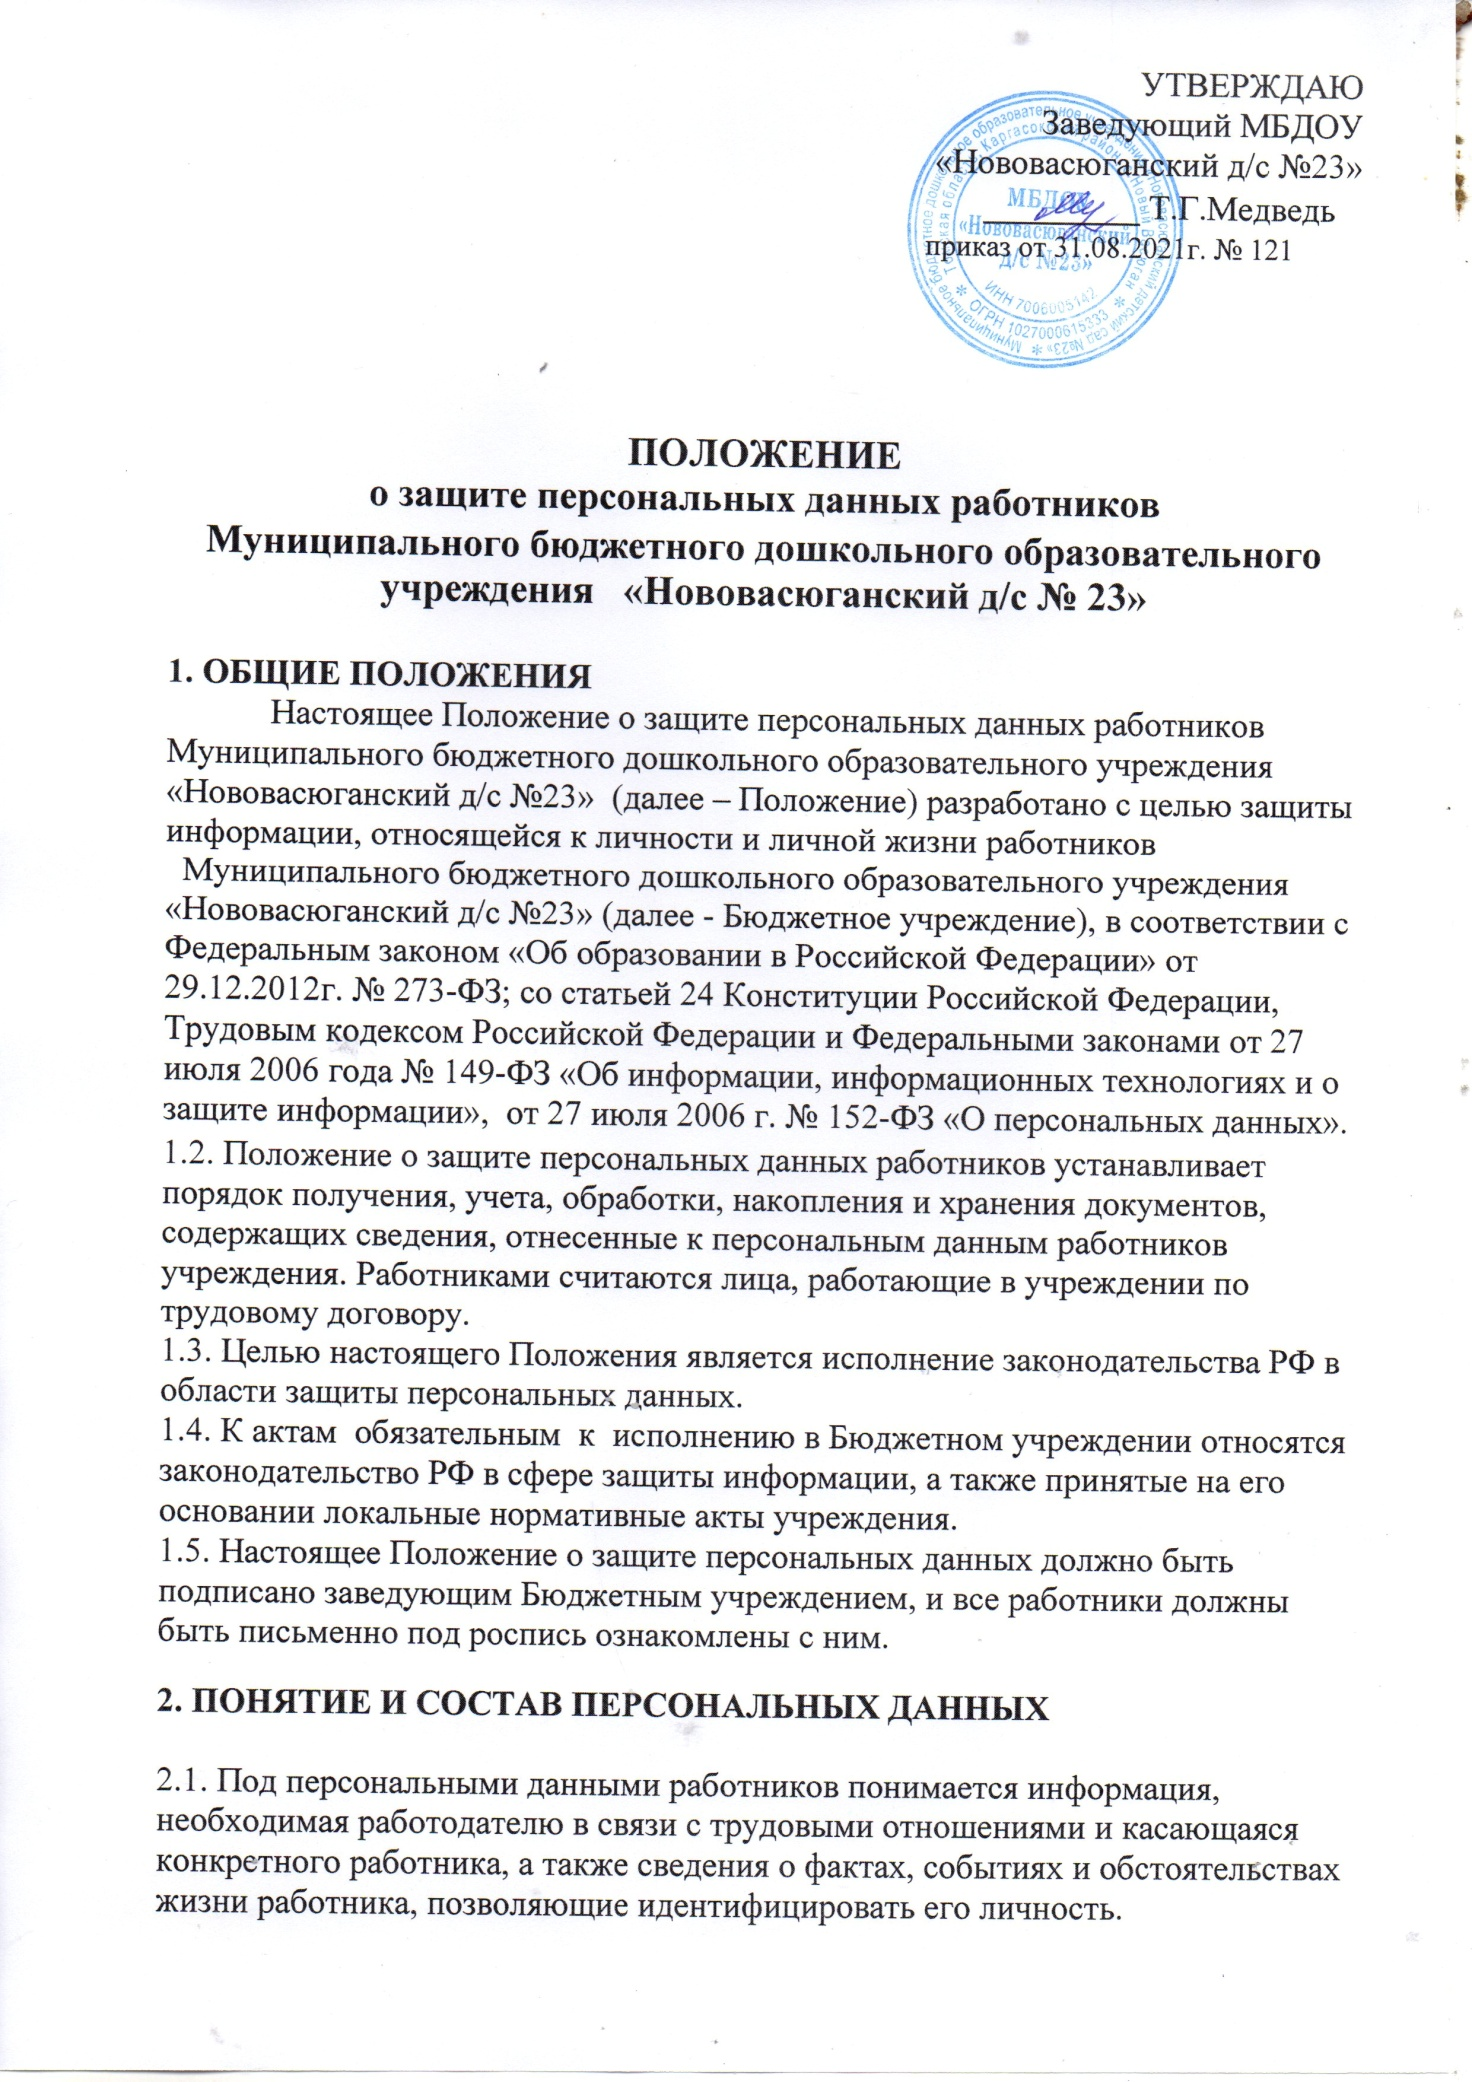 УТВЕРЖДАЮ
Заведующий МБДОУ
«Нововасюганский д/с №23»
Т.Г.Медведь
приказ от 31.08.2021г. № 121
МБДОУ
«Нововасюганский
д/с №23»
ИНН 7006005142
ОГРН 1027000615333
ПОЛОЖЕНИЕ
о защите персональных данных работников
Муниципального бюджетного дошкольного образовательного
учреждения «Нововасюганский д/с № 23»
1. ОБЩИЕ ПОЛОЖЕНИЯ
Настоящее Положение о защите персональных данных работников
Муниципального бюджетного дошкольного образовательного учреждения
«Нововасюганский д/с №23» (далее – Положение) разработано с целью защиты
информации, относящейся к личности и личной жизни работников
Муниципального бюджетного дошкольного образовательного учреждения
«Нововасюганский д/с №23» (далее - Бюджетное учреждение), в соответствии с
Федеральным законом «Об образовании в Российской Федерации» от
29.12.2012г. № 273-ФЗ; со статьей 24 Конституции Российской Федерации,
Трудовым кодексом Российской Федерации и Федеральными законами от 27
июля 2006 года № 149-ФЗ «Об информации, информационных технологиях и о
защите информации», от 27 июля 2006 г. № 152-ФЗ «О персональных данных».
1.2. Положение о защите персональных данных работников устанавливает
порядок получения, учета, обработки, накопления и хранения документов,
содержащих сведения, отнесенные к персональным данным работников
учреждения. Работниками считаются лица, работающие в учреждении по
трудовому договору.
1.3. Целью настоящего Положения является исполнение законодательства РФ в
области защиты персональных данных.
1.4. К актам обязательным к исполнению в Бюджетном учреждении относятся
законодательство РФ в сфере защиты информации, а также принятые на его
основании локальные нормативные акты учреждения.
1.5. Настоящее Положение о защите персональных данных должно быть
подписано заведующим Бюджетным учреждением, и все работники должны
быть письменно под роспись ознакомлены с ним.
2. ПОНЯТИЕ И СОСТАВ ПЕРСОНАЛЬНЫХ ДАННЫХ
2.1. Под персональными данными работников понимается информация,
необходимая работодателю в связи с трудовыми отношениями и касающаяся
конкретного работника, а также сведения о фактах, событиях и обстоятельствах
жизни работника, позволяющие идентифицировать его личность.